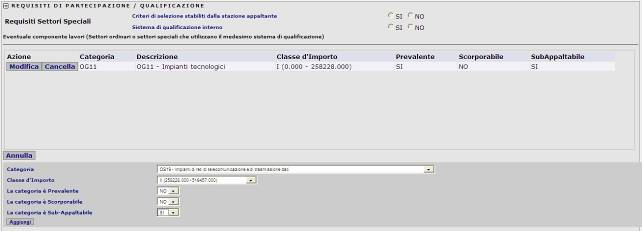 REQUISITI DI PARTECIPAZIONE / QUALIFICAZIONE
Requisiti Settori Speciali
Criteri di selezione stabiliti dalla stazione appaltante SI NO
Sistema di qualificazione interno SI NO
Eventuale componente lavori (Settori ordinari o settori speciali che utilizzano il medesimo sistema di qualificazione)
Azione Categoria Descrizione Classe d'Importo Prevalente Scorporabile SubAppaltabile
Modifica Cancella OG11 OG11 - Impianti tecnologici I (0.000 - 258228.000) SI NO SI
Annulla
Categoria OS19 - Impianti di reti di telecomunicazione e di trasmissione dati
Classe d'Importo II (258228.000 - 516457.000)
La categoria è Prevalente NO
La categoria è Scorporabile NO
La categoria è Sub-Appaltabile SI
Aggiungi